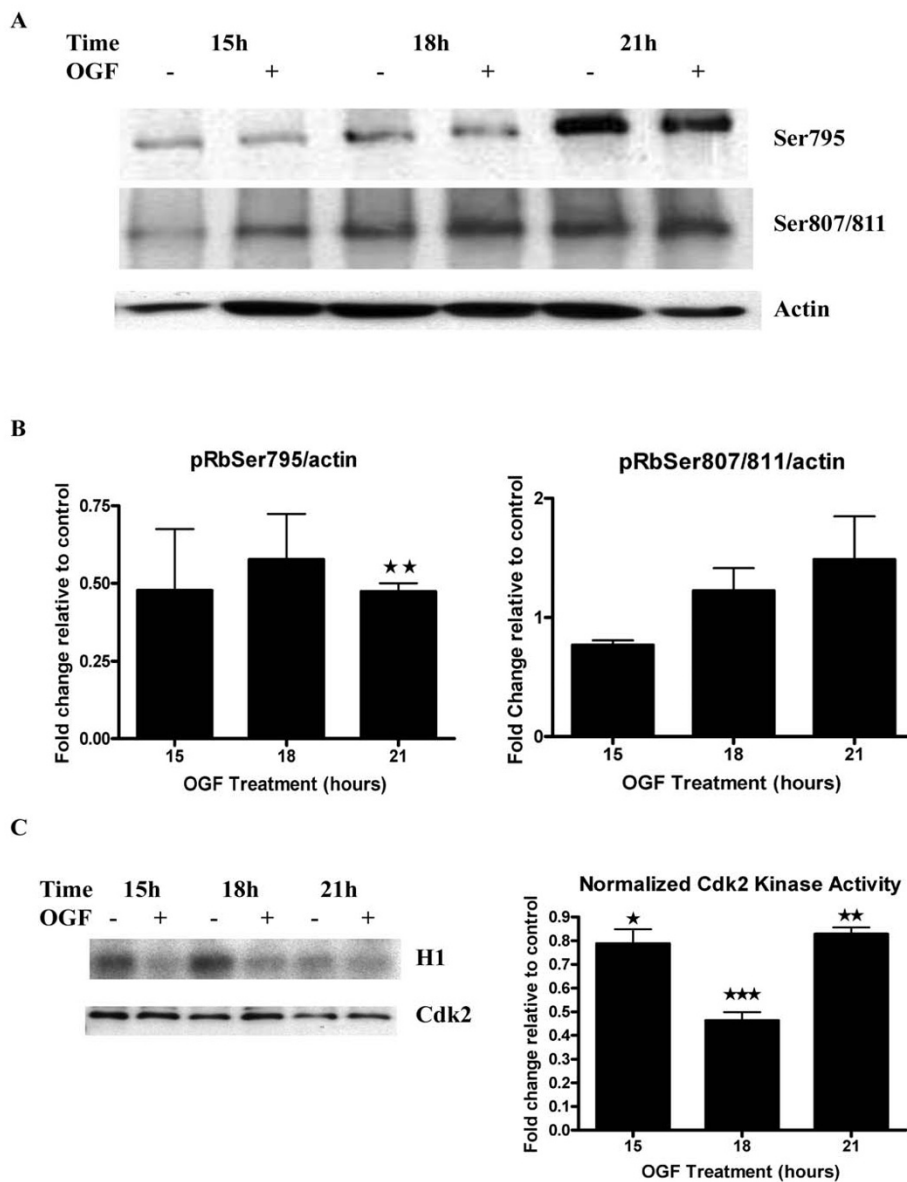 A
Time 15h 18h 21h
OGF - + - + - +
Ser795
Ser807/811
Actin
B
pRbSer795/actin
Fold change relative to control
0.75
0.50
0.25
0.00
★★
15 18 21
OGF Treatment (hours)
pRbSer807/811/actin
Fold Change relative to control
2
1
0
15 18 21
OGF Treatment (hours)
C
Time 15h 18h 21h
OGF - + - + - +
H1
Cdk2
Normalized Cdk2 Kinase Activity
Fold change relative to control
0.9
0.8
0.7
0.6
0.5
0.4
0.3
0.2
0.1
0.0
★ ★★★ ★★
15 18 21
OGF Treatment (hours)